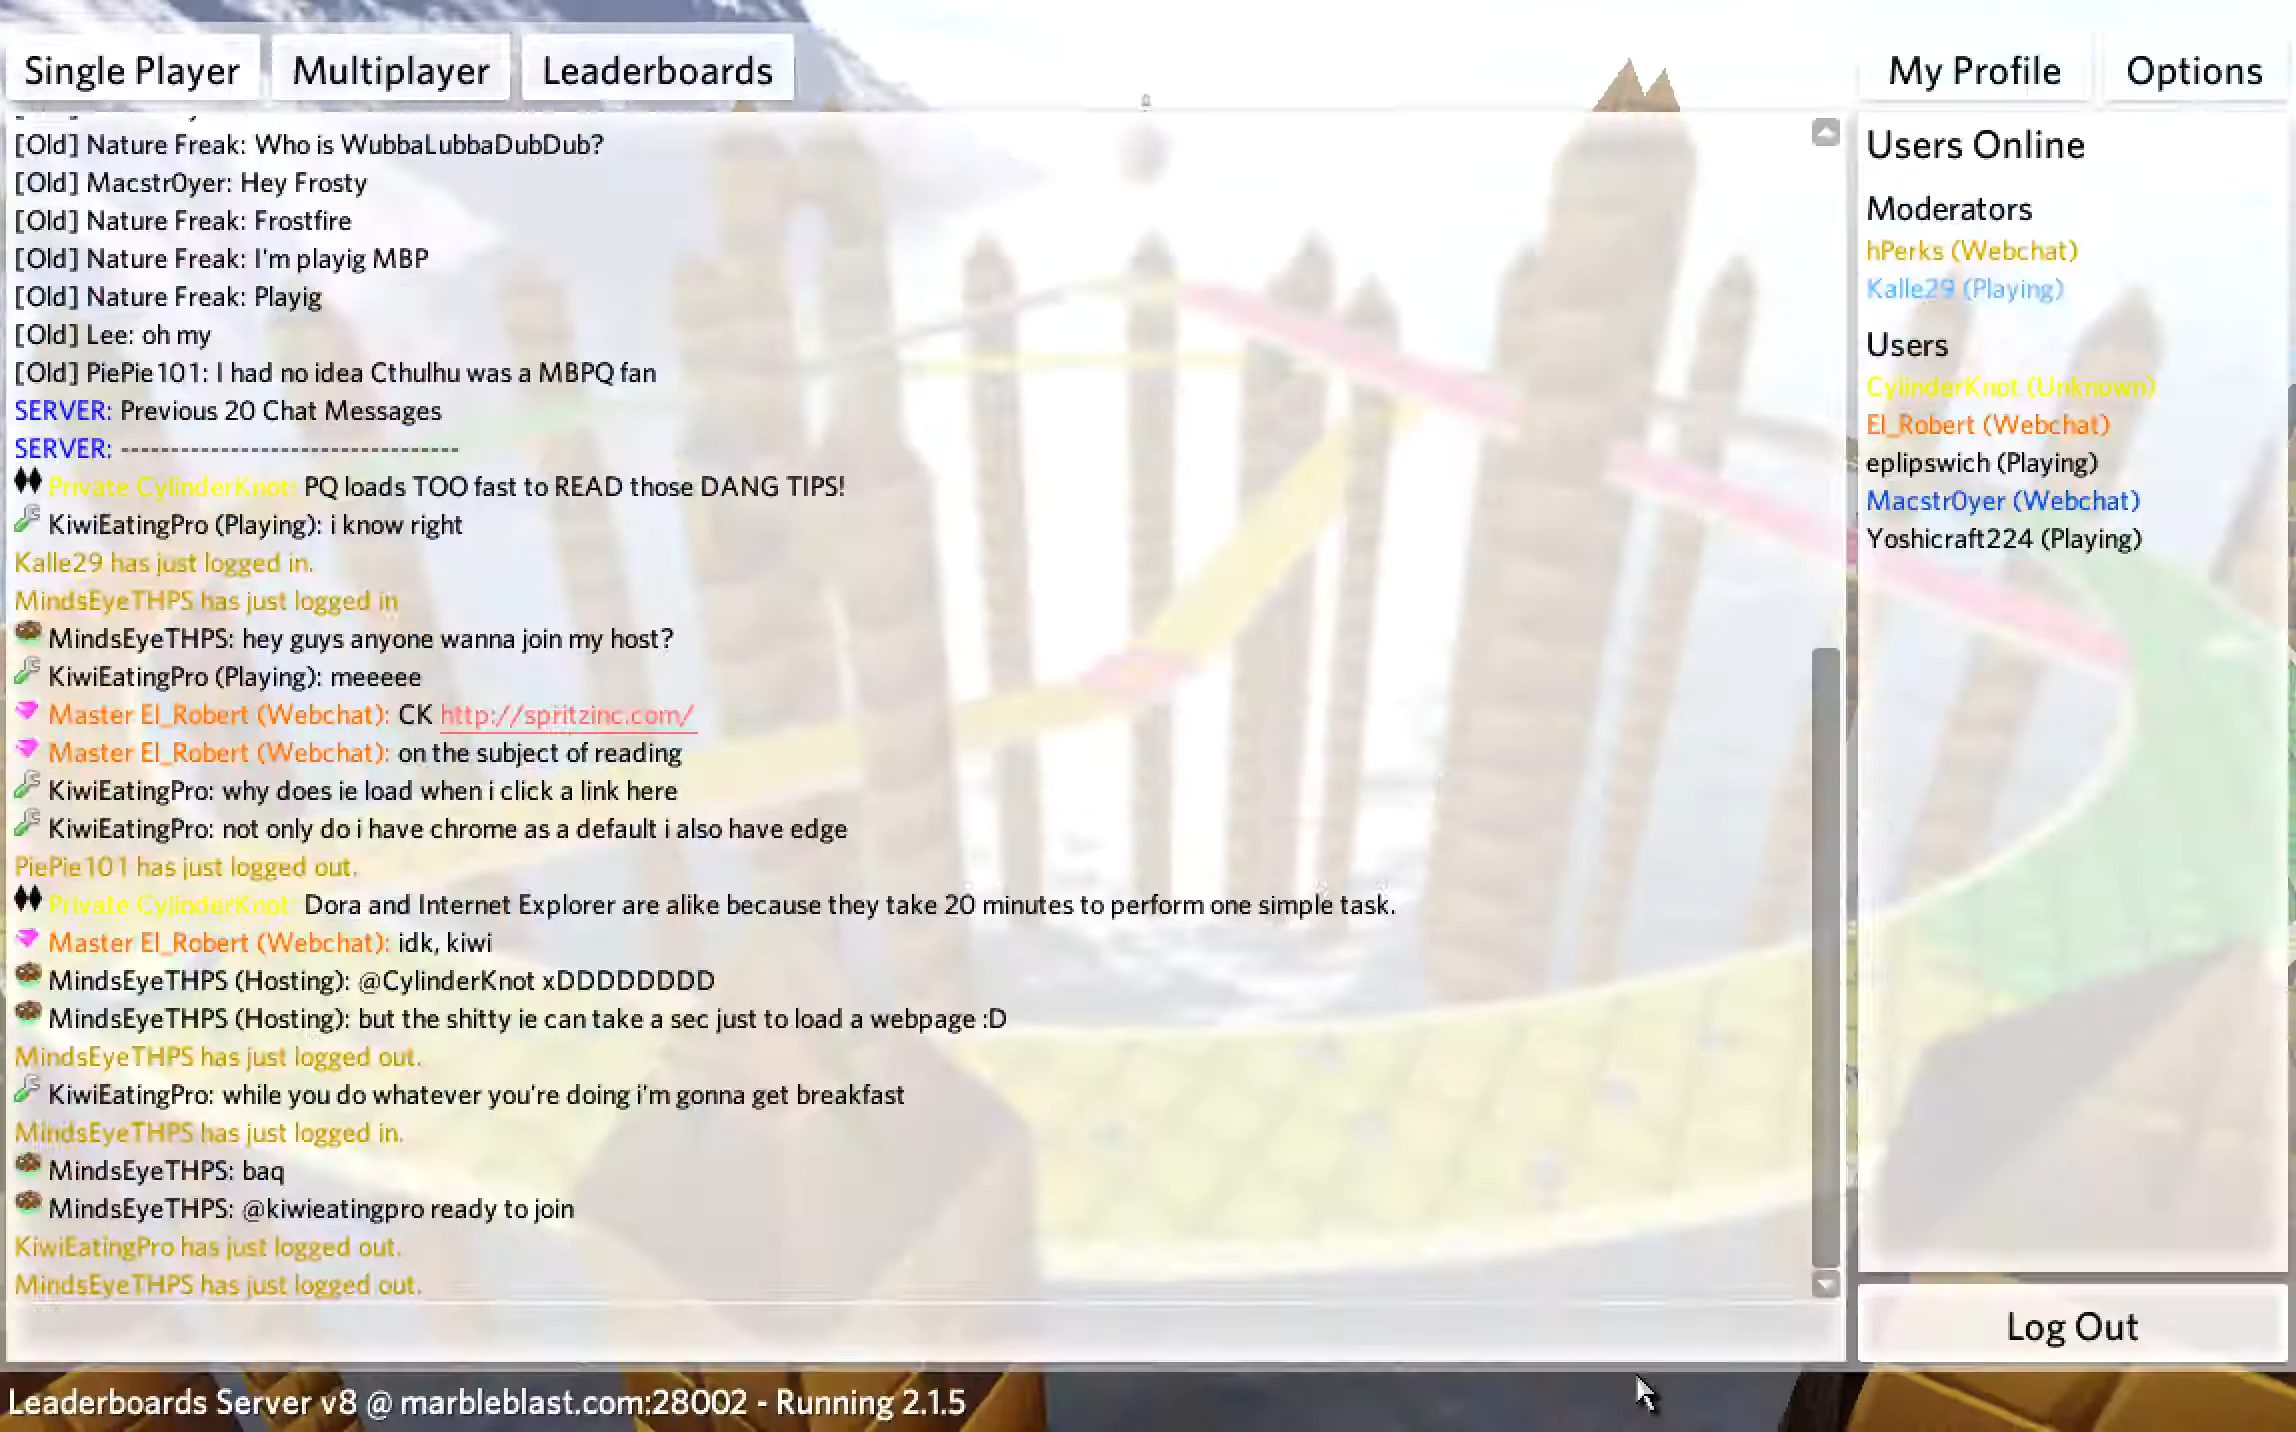 Single Player Multiplayer Leaderboards My Profile Options
[Old] Nature Freak: Who is WubbaLubbaDubDub?
[Old] Macstr0yer: Hey Frosty
[Old] Nature Freak: Frostfire
[Old] Nature Freak: I'm playig MBP
[Old] Nature Freak: Playig
[Old] Lee: oh my
[Old] PiePie101: I had no idea Cthulhu was a MBPQ fan
SERVER: Previous 20 Chat Messages
SERVER: ----------------------------------
Private CylinderKnot: PQ loads TOO fast to READ those DANG TIPS!
KiwiEatingPro (Playing): i know right
Kalle29 has just logged in.
MindsEyeTHPS has just logged in
MindsEyeTHPS: hey guys anyone wanna join my host?
KiwiEatingPro (Playing): meeeee
Master El_Robert (Webchat): CK http://spritzinc.com/
Master El_Robert (Webchat): on the subject of reading
KiwiEatingPro: why does ie load when i click a link here
KiwiEatingPro: not only do i have chrome as a default i also have edge
PiePie101 has just logged out.
Private CylinderKnot: Dora and Internet Explorer are alike because they take 20 minutes to perform one simple task.
Master El_Robert (Webchat): idk, kiwi
MindsEyeTHPS (Hosting): @CylinderKnot xDDDDDDDD
MindsEyeTHPS (Hosting): but the shitty ie can take a sec just to load a webpage :D
MindsEyeTHPS has just logged out.
KiwiEatingPro: while you do whatever you're doing i'm gonna get breakfast
MindsEyeTHPS has just logged in.
MindsEyeTHPS: baq
MindsEyeTHPS: @kiwieatingpro ready to join
KiwiEatingPro has just logged out.
MindsEyeTHPS has just logged out.
Users Online
Moderators
hPerks (Webchat)
Kalle29 (Playing)
Users
CylinderKnot (Unknown)
El_Robert (Webchat)
eplipswich (Playing)
Macstr0yer (Webchat)
Yoshicraft224 (Playing)
Log Out
Leaderboards Server v8 @ marbleblast.com:28002 - Running 2.1.5